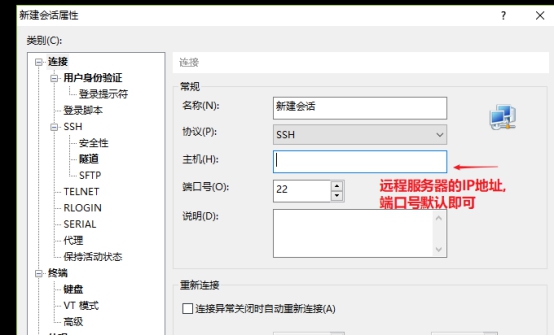 新建会话属性
?
类别(C):
连接
用户身份验证
登录提示符
登录脚本
SSH
安全性
隧道
SFTP
TELNET
RLOGIN
SERIAL
代理
保持活动状态
终端
键盘
VT 模式
高级
连接
常规
名称(N):
新建会话
协议(P):
SSH
主机(H):
端口号(O):
22
远程服务器的IP地址,
端口号默认即可
说明(D):
重新连接
连接异常关闭时自动重新连接(A)